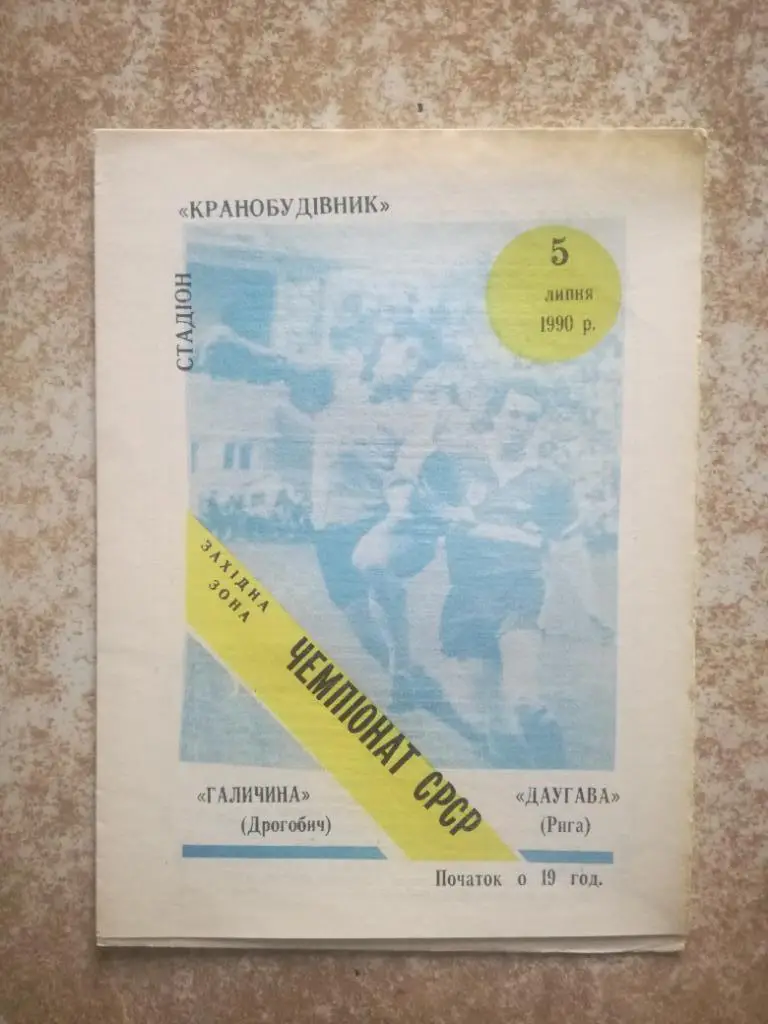 «КРАНОБУДІВНИК»
СТАДІОН
5
липня
1990 р.
ЗАХІДНА
ЗОНА
ЧЕМПІОНАТ СРСР
«ГАЛИЧИНА»
(Дрогобич)
«ДАУГАВА»
(Рига)
Початок о 19 год.